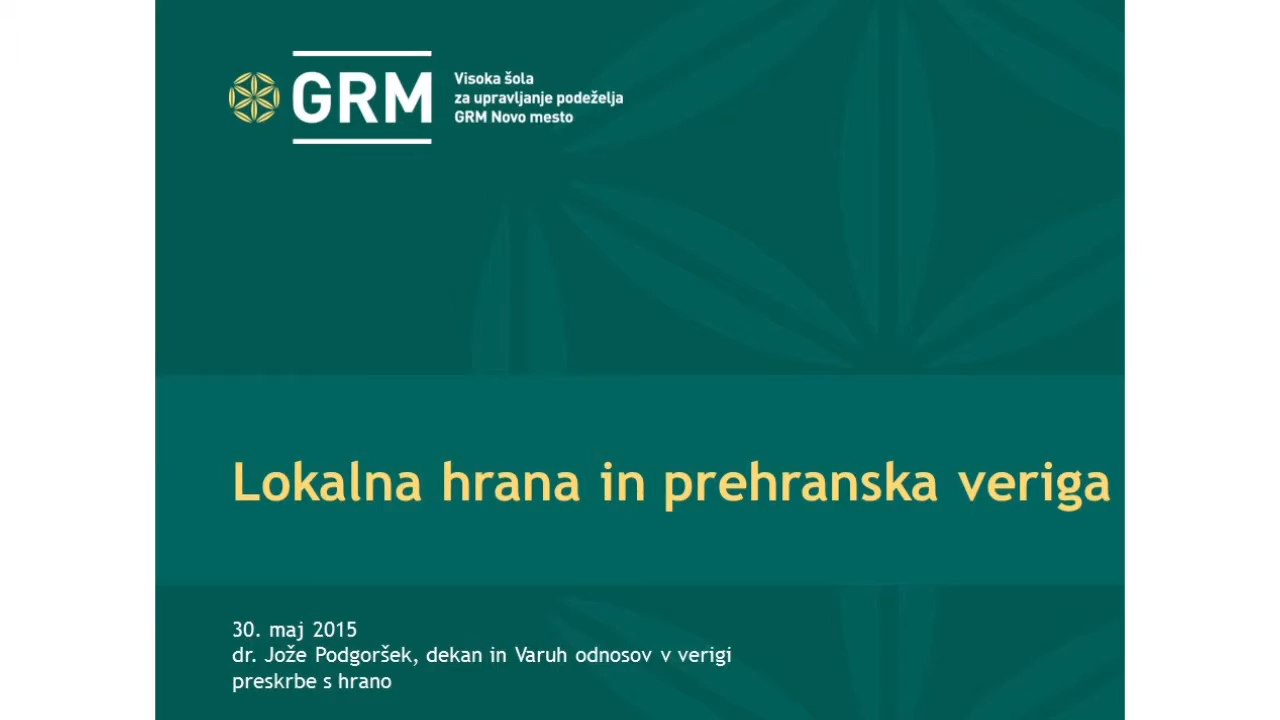 GRM
Visoka šola
za upravljanje podeželja
GRM Novo mesto
Lokalna hrana in prehranska veriga
30. maj 2015
dr. Jože Podgoršek, dekan in Varuh odnosov v verigi
preskrbe s hrano